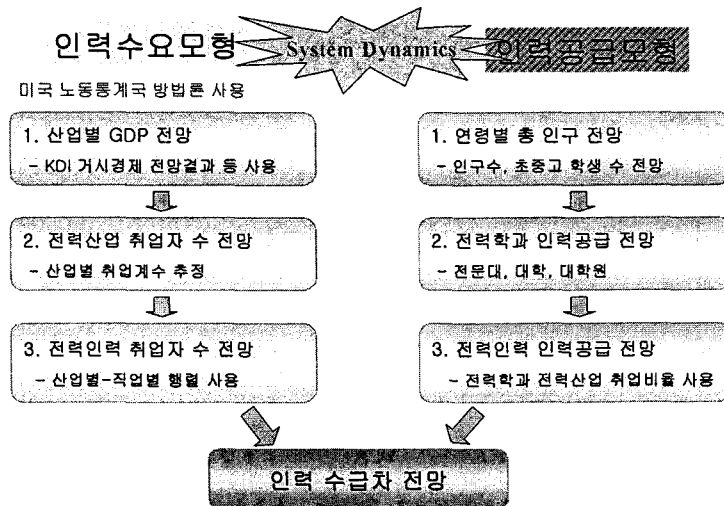 인력수요모형
System Dynamics
인력공급모형
미국 노동통계국 방법론 사용
1. 산업별 GDP 전망
- KDI 거시경제 전망결과 등 사용
2. 전력산업 취업자 수 전망
- 산업별 취업계수 추정
3. 전력인력 취업자 수 전망
- 산업별-직업별 행렬 사용
1. 연령별 총 인구 전망
- 인구수, 초중고 학생 수 전망
2. 전력학과 인력공급 전망
- 전문대, 대학, 대학원
3. 전력인력 인력공급 전망
- 전력학과 전력산업 취업비율 사용
인력 수급차 전망